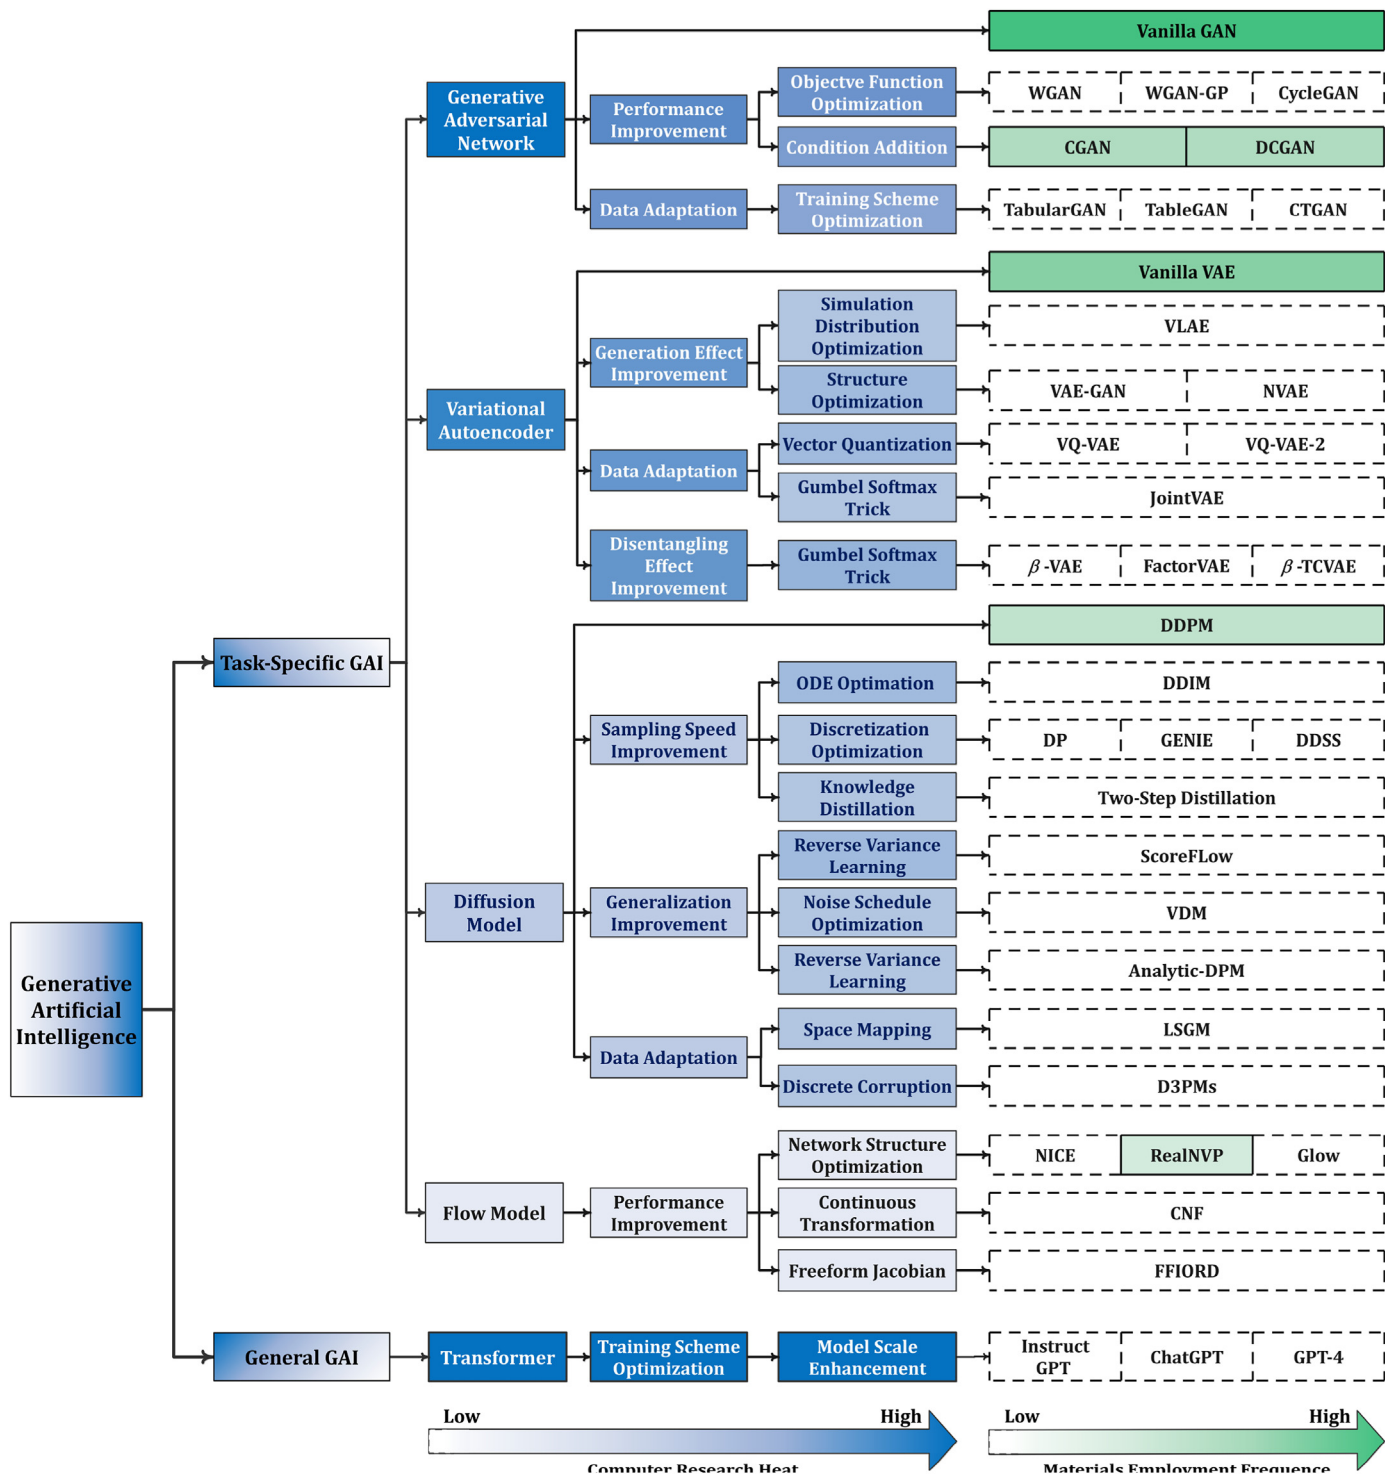 Generative
Artificial
Intelligence
Task-Specific GAI
Generative
Adversarial
Network
Vanilla GAN
Performance
Improvement
Objectve Function
Optimization
WGAN
WGAN-GP
CycleGAN
Condition Addition
CGAN
DCGAN
Data Adaptation
Training Scheme
Optimization
TabularGAN
TableGAN
CTGAN
Variational
Autoencoder
Vanilla VAE
Generation Effect
Improvement
Simulation
Distribution
Optimization
VLAE
Structure
Optimization
VAE-GAN
NVAE
Data Adaptation
Vector Quantization
VQ-VAE
VQ-VAE-2
Gumbel Softmax
Trick
JointVAE
Disentangling
Effect
Improvement
Gumbel Softmax
Trick
β-VAE
FactorVAE
β-TCVAE
Diffusion
Model
DDPM
Sampling Speed
Improvement
ODE Optimation
DDIM
Discretization
Optimization
DP
GENIE
DDSS
Knowledge
Distillation
Two-Step Distillation
Generalization
Improvement
Reverse Variance
Learning
ScoreFLow
Noise Schedule
Optimization
VDM
Reverse Variance
Learning
Analytic-DPM
Data Adaptation
Space Mapping
LSGM
Discrete Corruption
D3PMs
Flow Model
Performance
Improvement
Network Structure
Optimization
NICE
RealNVP
Glow
Continuous
Transformation
CNF
Freeform Jacobian
FFIORD
General GAI
Transformer
Training Scheme
Optimization
Model Scale
Enhancement
Instruct
GPT
ChatGPT
GPT-4
Low
High
Computer Research Heat
Low
High
Materials Employment Frequence